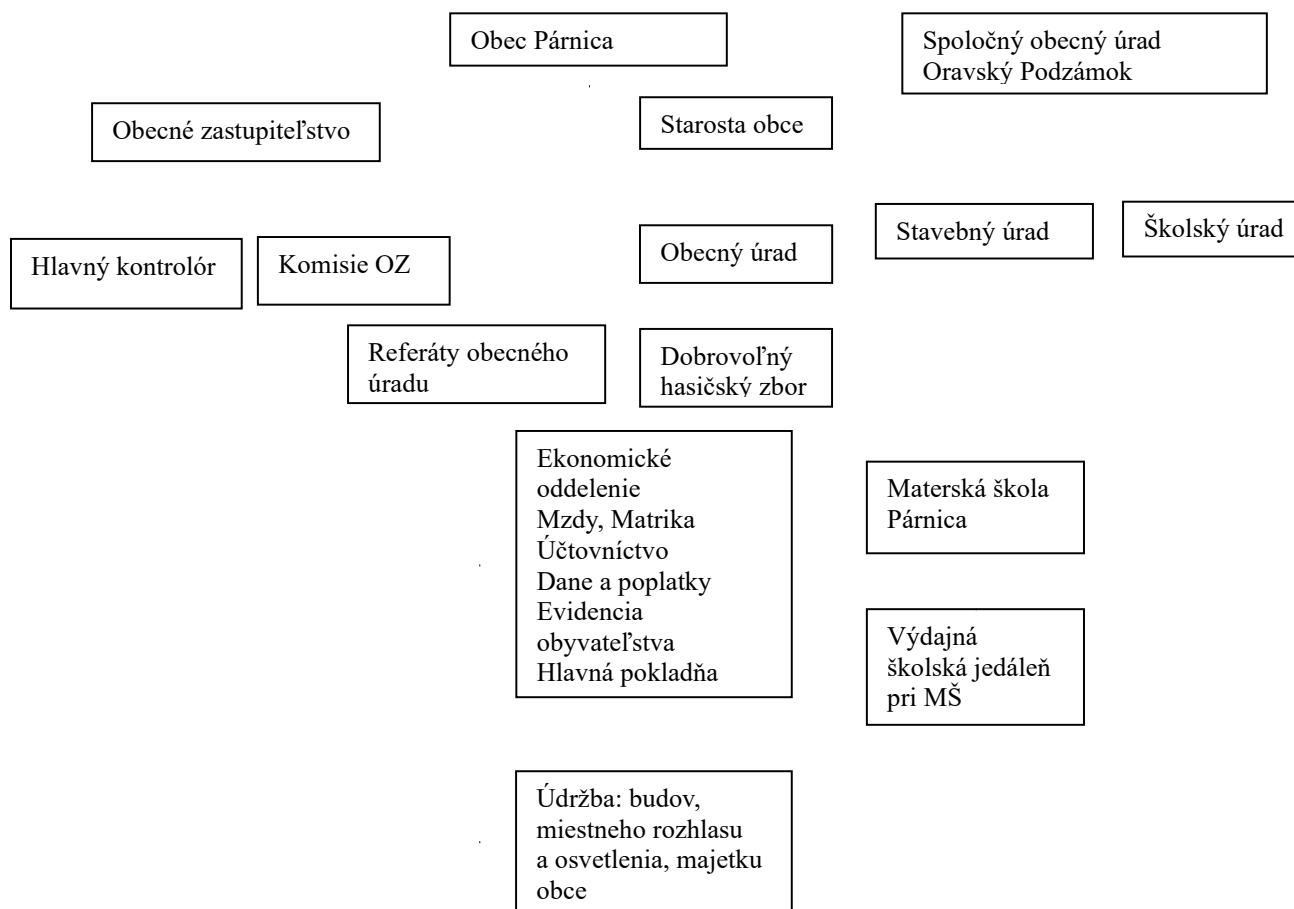 Obec Párnica
Spoločný obecný úrad
Oravský Podzámok
Obecné zastupiteľstvo
Starosta obce
Hlavný kontrolór
Komisie OZ
Obecný úrad
Stavebný úrad
Školský úrad
Referáty obecného
úradu
Dobrovoľný
hasičský zbor
Ekonomické
oddelenie
Mzdy, Matrika
Účtovníctvo
Dane a poplatky
Evidencia
obyvateľstva
Hlavná pokladňa
Materská škola
Párnica
Výdajná
školská jedáleň
pri MŠ
Údržba: budov,
miestneho rozhlasu
a osvetlenia, majetku
obce